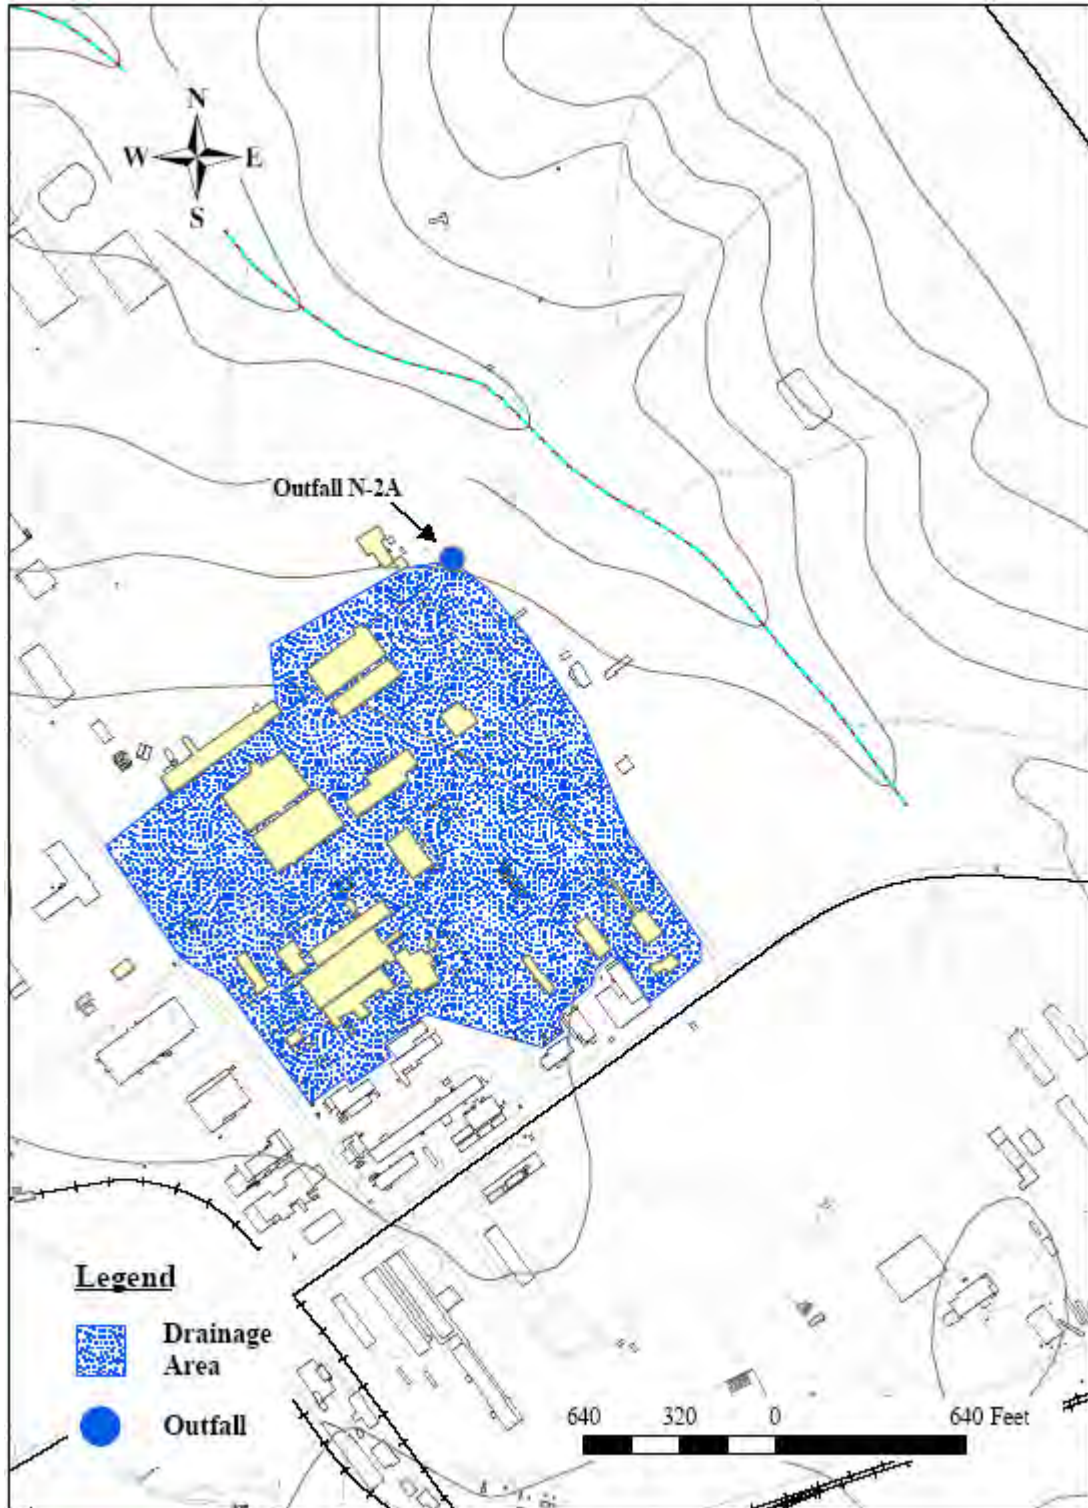 N
W E
S
Outfall N-2A
Legend
Drainage
Area
Outfall
640 320 0 640 Feet